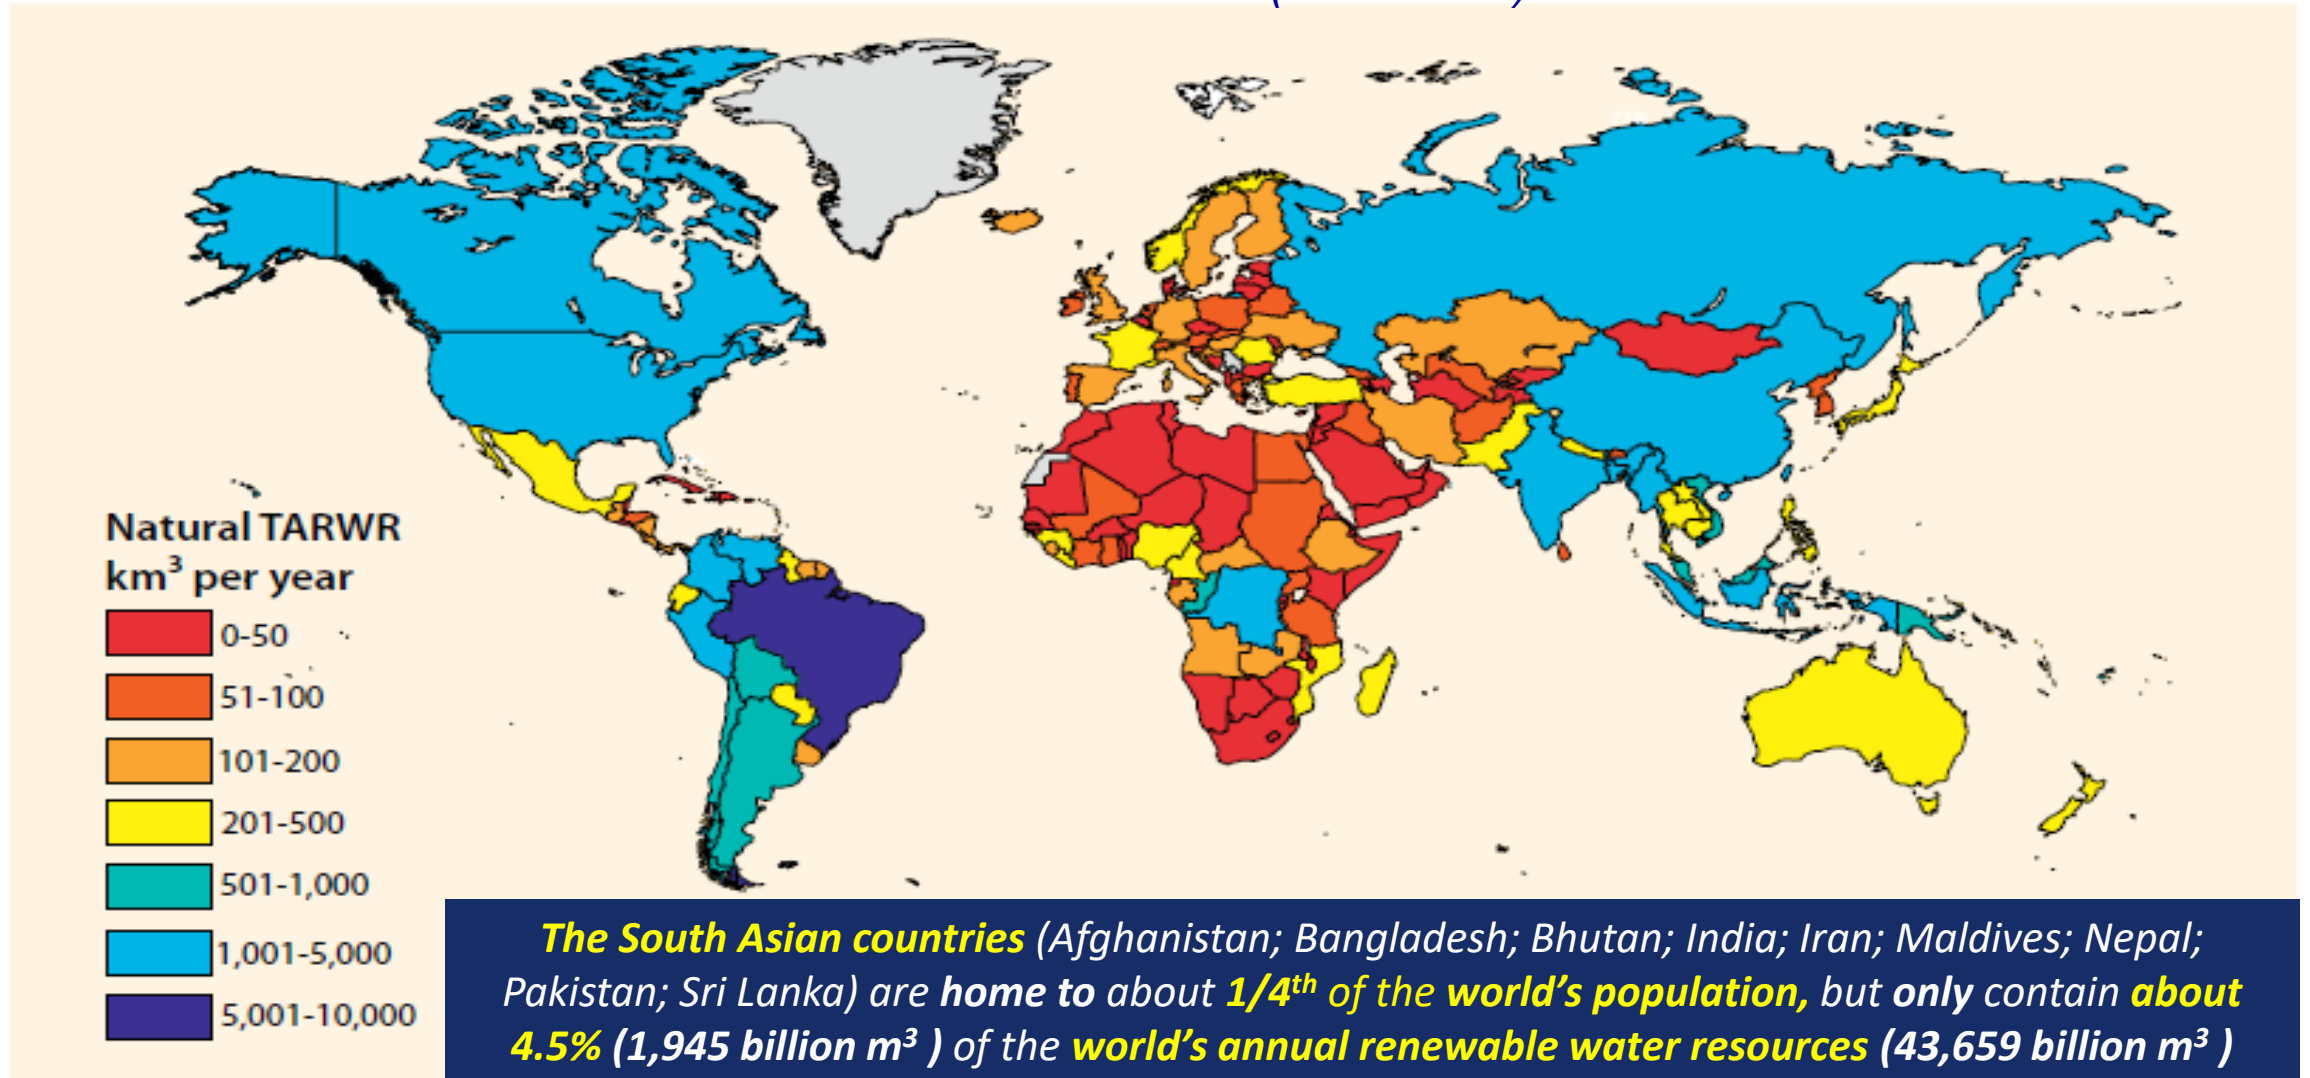 Natural TARWR
km³ per year
0-50
51-100
101-200
201-500
501-1,000
1,001-5,000
5,001-10,000
The South Asian countries (Afghanistan; Bangladesh; Bhutan; India; Iran; Maldives; Nepal;
Pakistan; Sri Lanka) are home to about 1/4ᵗʰ of the world’s population, but only contain about
4.5% (1,945 billion m³ ) of the world’s annual renewable water resources (43,659 billion m³ )